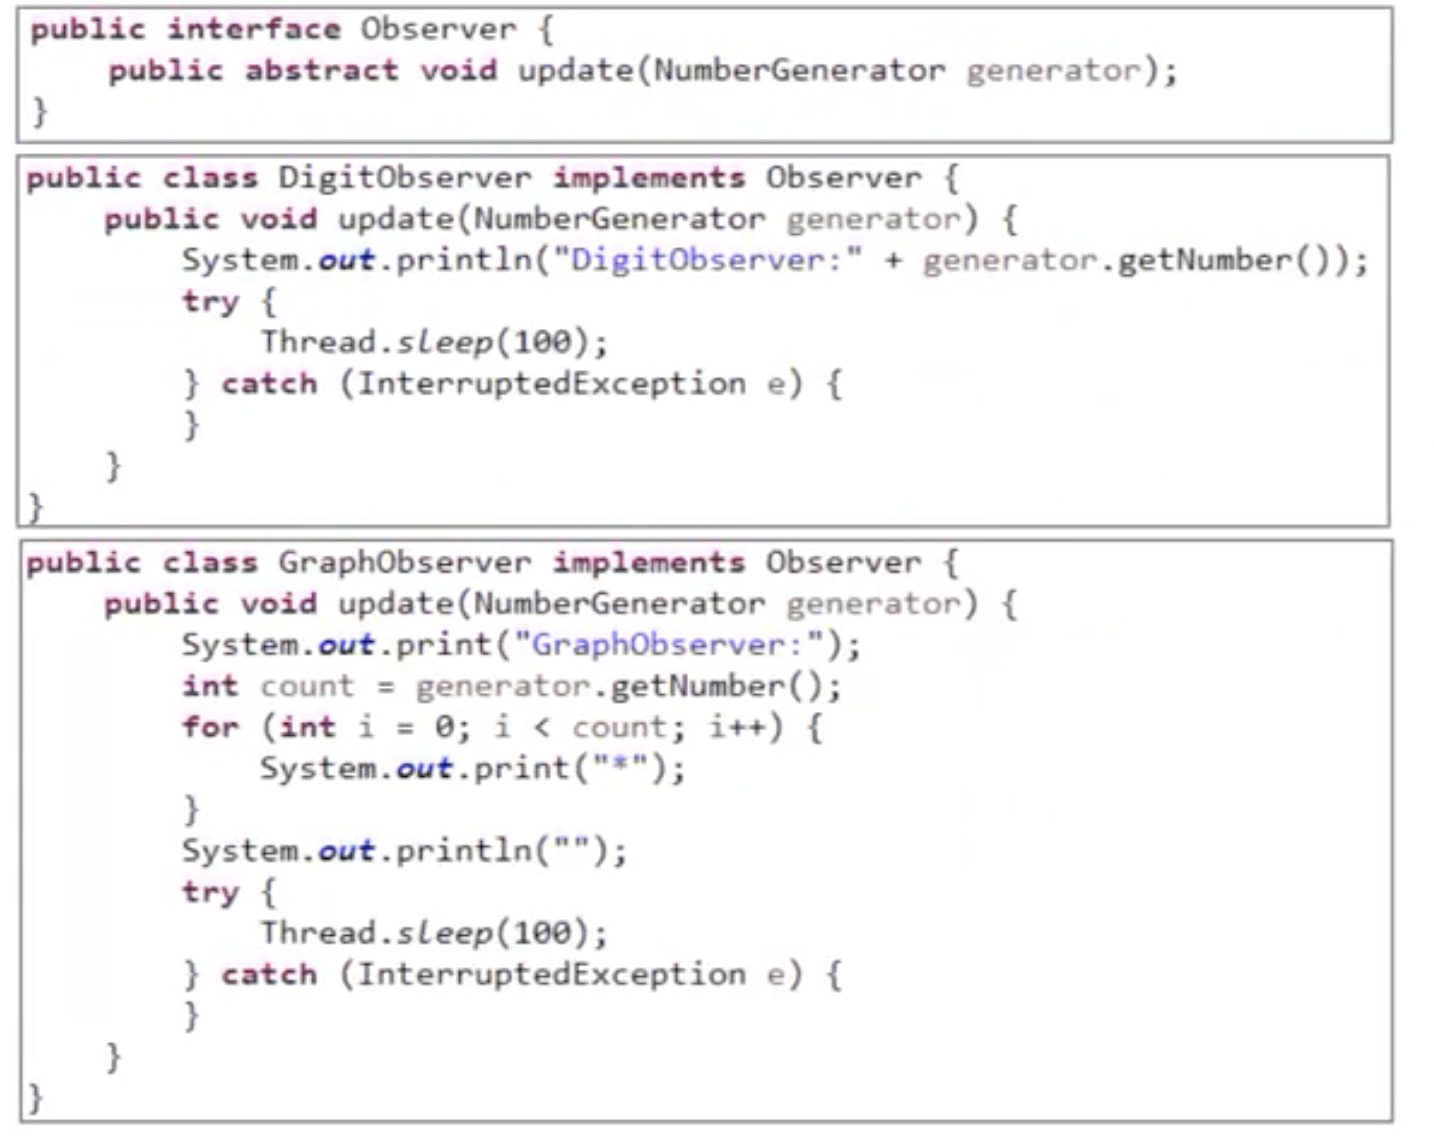 public interface Observer {
    public abstract void update(NumberGenerator generator);
}
public class DigitObserver implements Observer {
    public void update(NumberGenerator generator) {
        System.out.println("DigitObserver:" + generator.getNumber());
        try {
            Thread.sleep(100);
        } catch (InterruptedException e) {
        }
    }
}
public class GraphObserver implements Observer {
    public void update(NumberGenerator generator) {
        System.out.print("GraphObserver:");
        int count = generator.getNumber();
        for (int i = 0; i < count; i++) {
            System.out.print("*");
        }
        System.out.println("");
        try {
            Thread.sleep(100);
        } catch (InterruptedException e) {
        }
    }
}